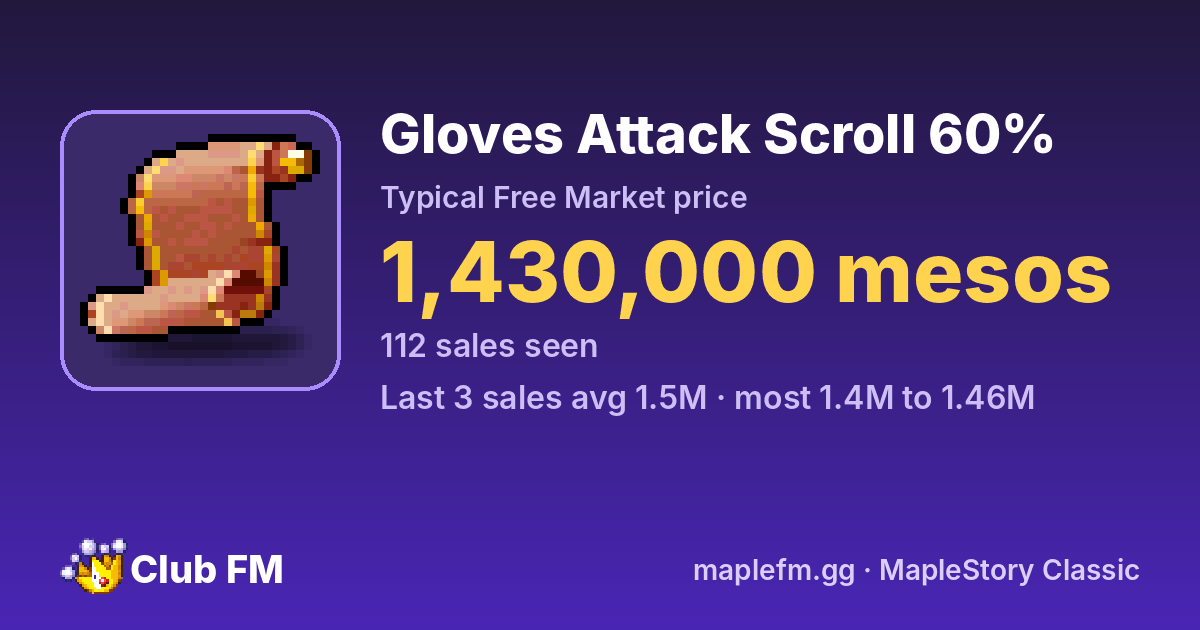 Gloves Attack Scroll 60%
Typical Free Market price
1,430,000 mesos
112 sales seen
Last 3 sales avg 1.5M · most 1.4M to 1.46M
Club FM
maplefm.gg · MapleStory Classic